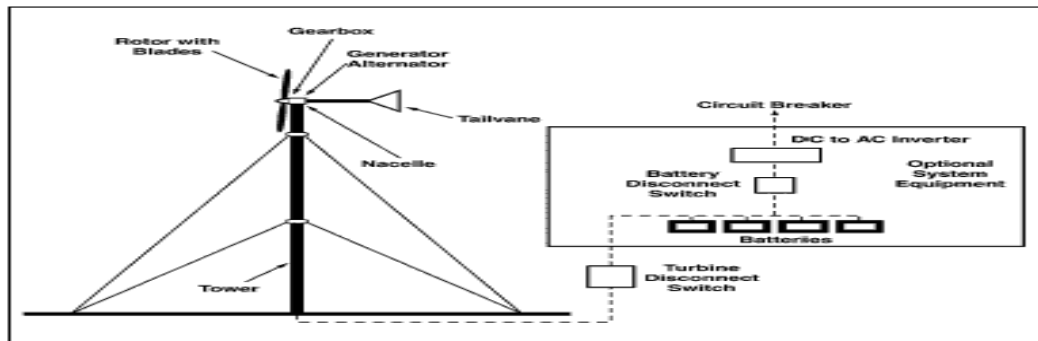 Gearbox
Rotor with
Blades
Generator
Alternator
Tailvane
Nacelle
Tower
Circuit Breaker
DC to AC Inverter
Battery
Disconnect
Switch
Optional
System
Equipment
Batteriies
Turbine
Disconnect
Switch